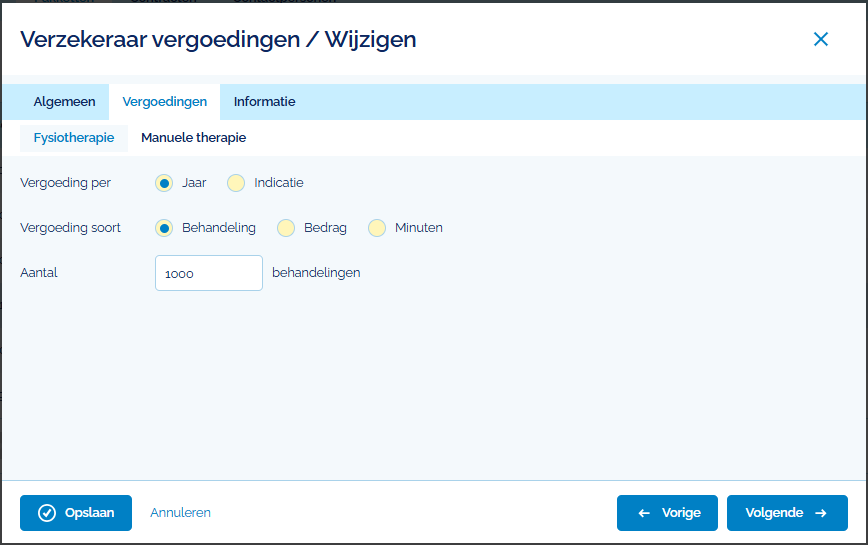 Verzekeraar vergoedingen / Wijzigen
Algemeen Vergoedingen Informatie
Fysiotherapie Manuele therapie
Vergoeding per Jaar Indicatie
Vergoeding soort Behandeling Bedrag Minuten
Aantal 1000 behandelingen
Opslaan Annuleren Vorige Volgende